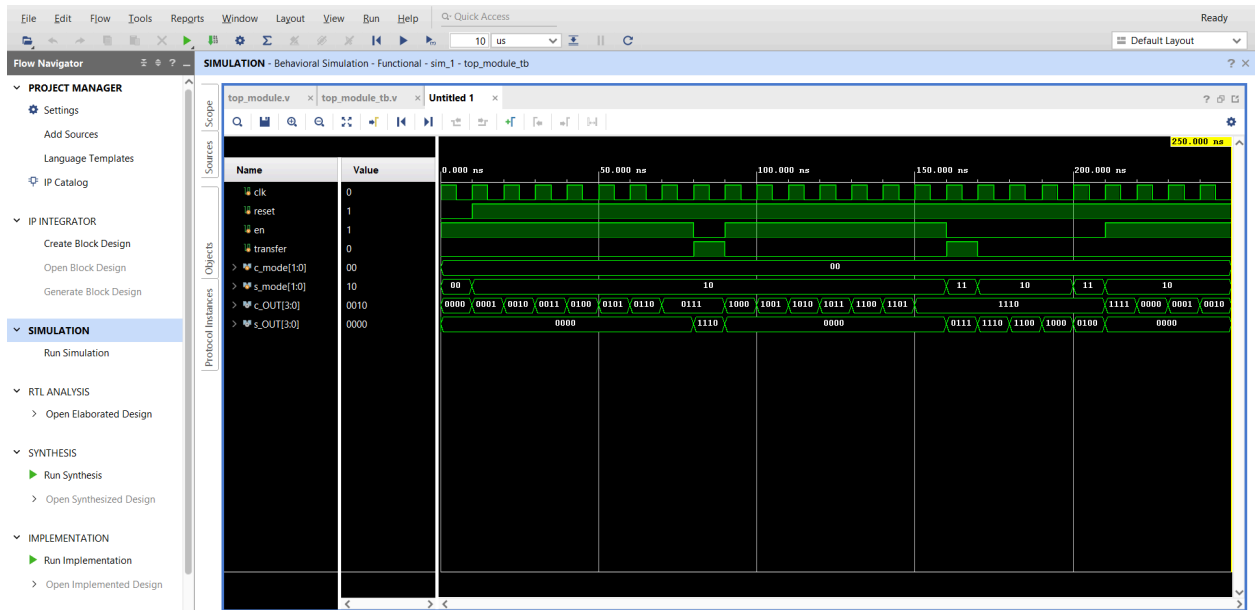 File Edit Flow Tools Reports Window Layout View Run Help Q- Quick Access Ready
10 us Default Layout
Flow Navigator ? SIMULATION - Behavioral Simulation - Functional - sim_1 - top_module_tb ? ×
PROJECT MANAGER
Settings
Add Sources
Language Templates
IP Catalog
IP INTEGRATOR
Create Block Design
Open Block Design
Generate Block Design
SIMULATION
Run Simulation
RTL ANALYSIS
Open Elaborated Design
SYNTHESIS
Run Synthesis
Open Synthesized Design
IMPLEMENTATION
Run Implementation
Open Implemented Design
Scope
Sources
Objects
Protocol Instances
top_module.v × top_module_tb.v × Untitled 1 × ?
250.000 ns
Name Value 0.000 ns 50.000 ns 100.000 ns 150.000 ns 200.000 ns
clk 0
reset 1
en 1
transfer 0
c_mode[1:0] 00 00
s_mode[1:0] 10 00 10 11 10 11 10
c_OUT[3:0] 0010 0000 0001 0010 0011 0100 0101 0110 0111 1000 1001 1010 1011 1100 1101 1110 1111 0000 0001 0010
s_OUT[3:0] 0000 0000 1110 0000 0111 1110 1100 1000 0100 0000